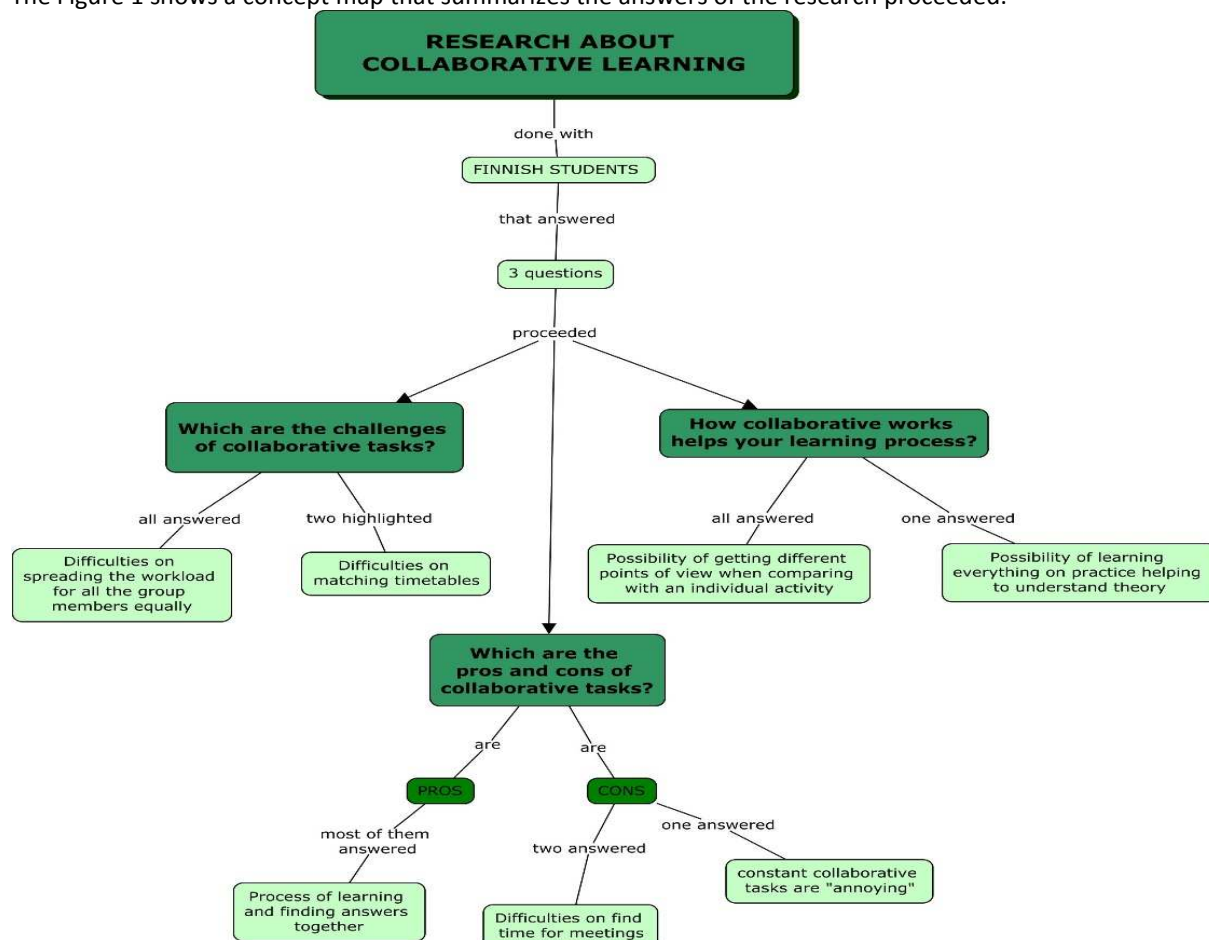 The Figure 1 shows a concept map that summarizes the answers of the research proceeded.
RESEARCH ABOUT
COLLABORATIVE LEARNING
done with
FINNISH STUDENTS
that answered
3 questions
proceeded
Which are the challenges
of collaborative tasks?
How collaborative works
helps your learning process?
all answered
two highlighted
all answered
one answered
Difficulties on
spreading the workload
for all the group
members equally
Difficulties on
matching timetables
Possibility of getting different
points of view when comparing
with an individual activity
Possibility of learning
everything on practice helping
to understand theory
Which are the
pros and cons of
collaborative tasks?
are
are
PROS
CONS
most of them
answered
two answered
one answered
Process of learning
and finding answers
together
Difficulties on find
time for meetings
constant collaborative
tasks are "annoying"